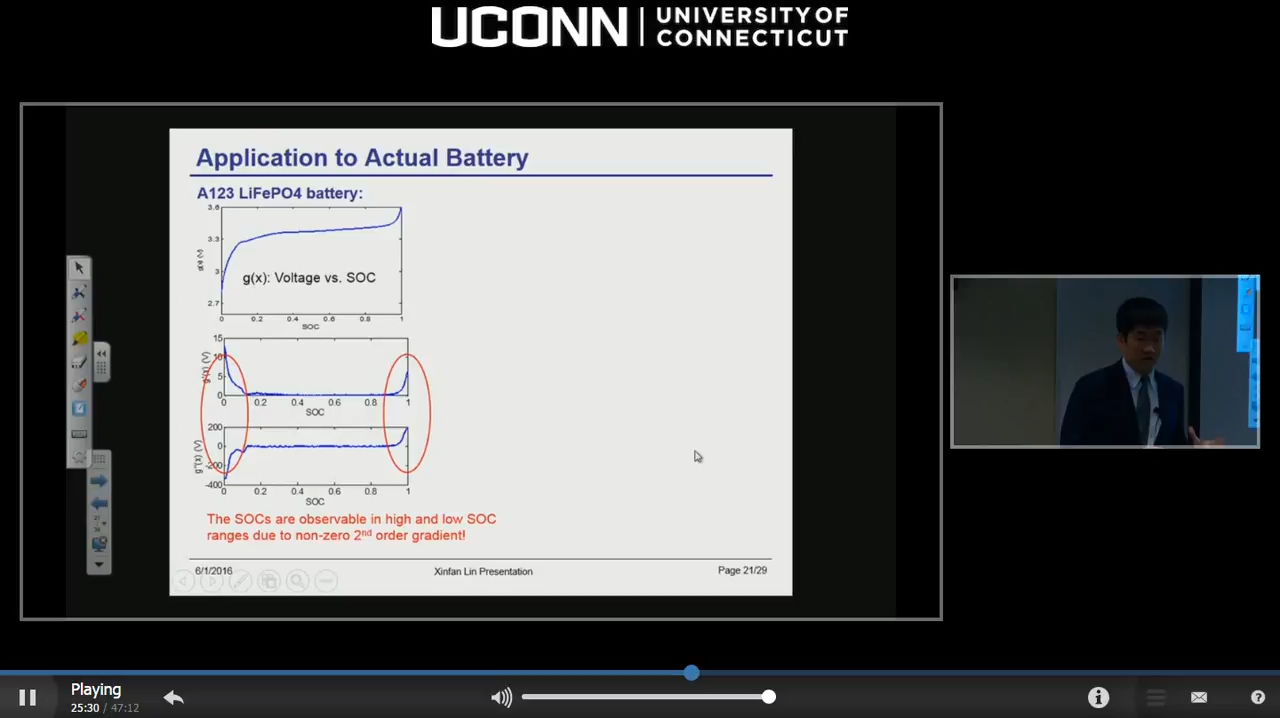 UCONN
UNIVERSITY OF
CONNECTICUT
Application to Actual Battery
A123 LiFePO4 battery:
3.6
3.3
3
2.7
g(x) (V)
g(x): Voltage vs. SOC
0 0.2 0.4 0.6 0.8 1
SOC
15
10
5
0
g'(x) (V)
0 0.2 0.4 0.6 0.8 1
SOC
200
0
-200
-400
g''(x) (V)
0 0.2 0.4 0.6 0.8 1
SOC
The SOCs are observable in high and low SOC
ranges due to non-zero 2nd order gradient!
6/1/2016
Xinfan Lin Presentation
Page 21/29
Playing
25:30 / 47:12